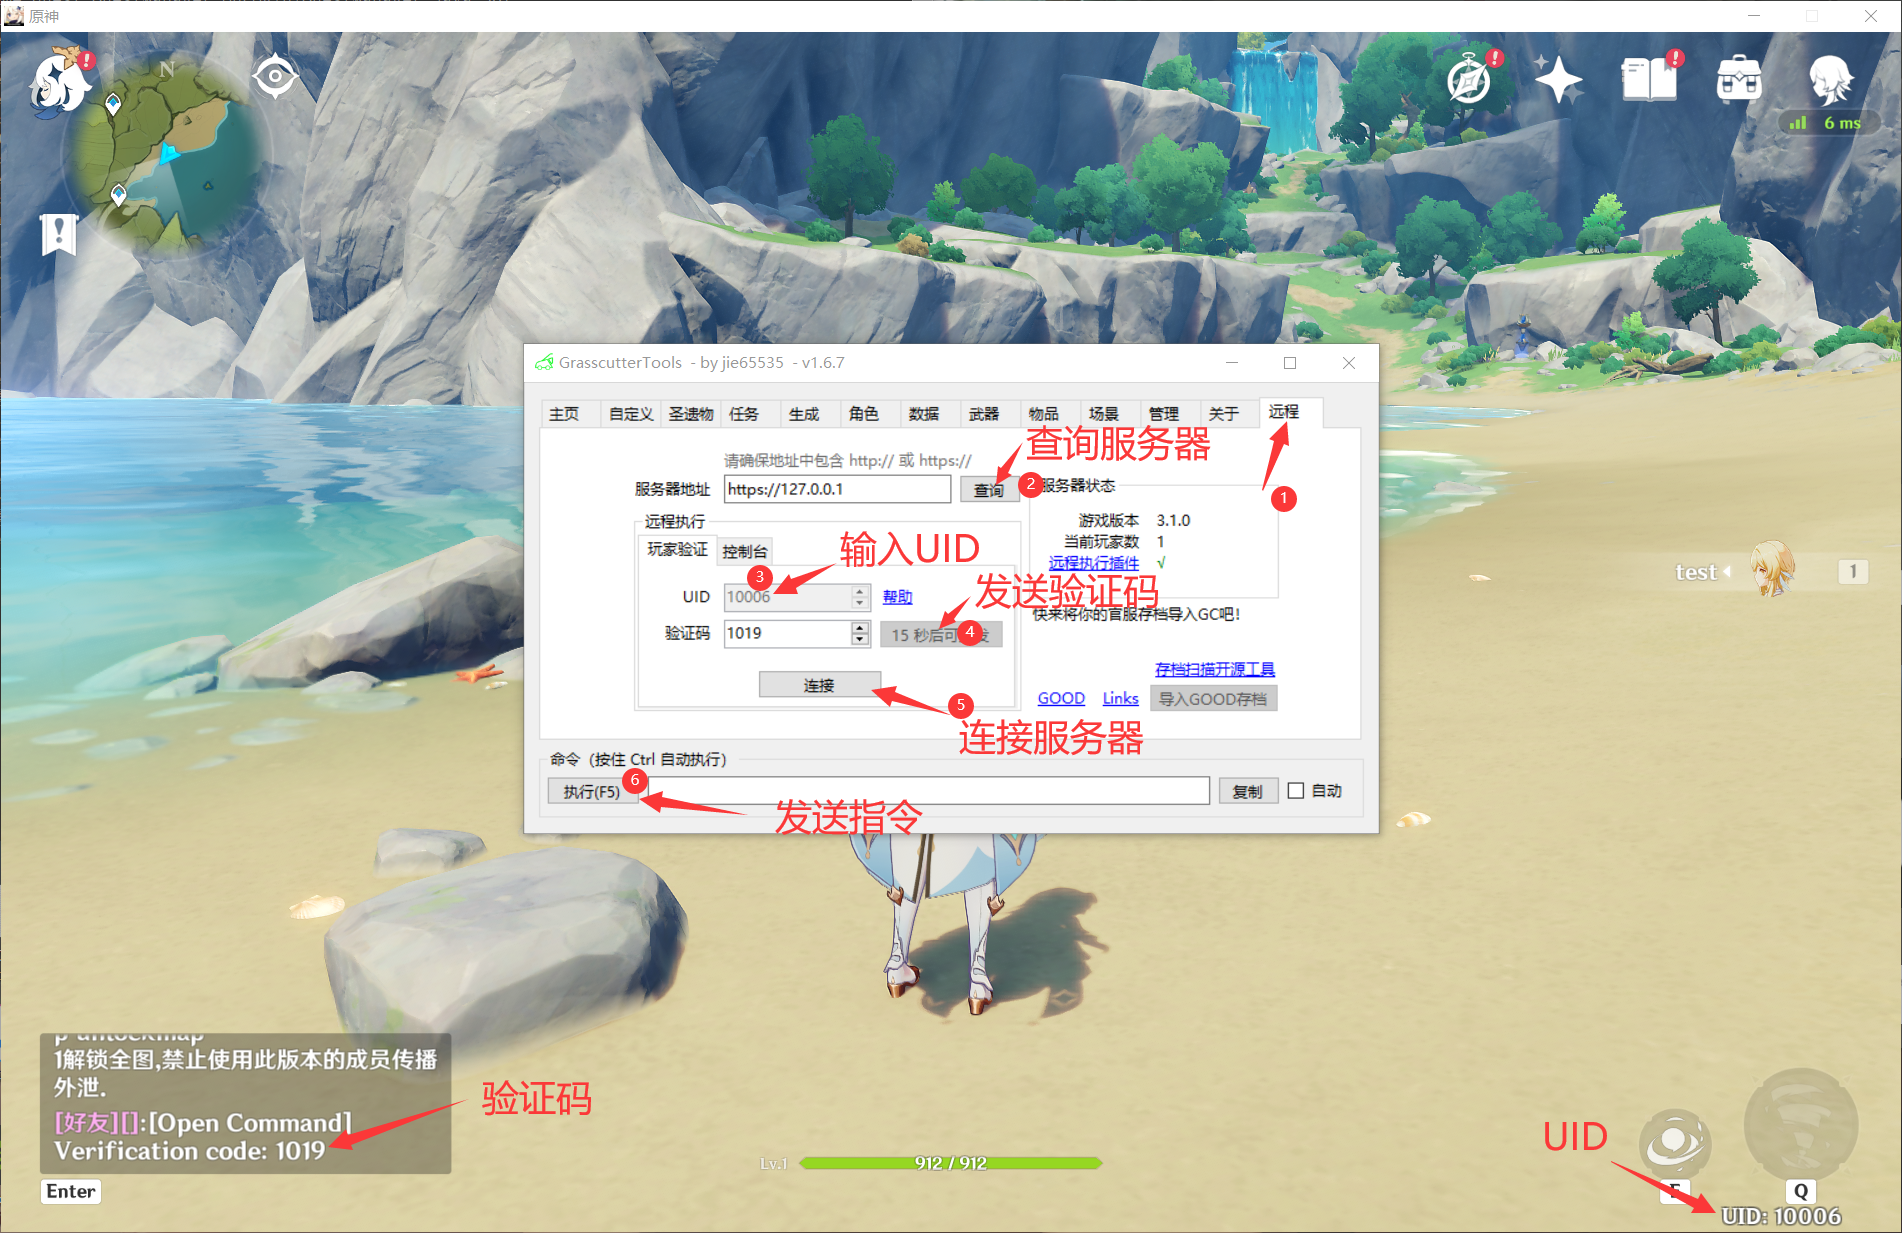 原神
N
6 ms
GrasscutterTools - by jie65535 - v1.6.7
主页 自定义 圣遗物 任务 生成 角色 数据 武器 物品 场景 管理 关于 远程
查询服务器
1
请确保地址中包含 http:// 或 https://
服务器地址 https://127.0.0.1 查询 2 服务器状态
远程执行
玩家验证 控制台
输入UID
游戏版本 3.1.0
当前玩家数 1
远程执行插件 √
3
UID 10006 帮助
发送验证码
快来将你的官服存档导入GC吧!
验证码 1019 15 秒后可 4 发
连接
5
连接服务器
存档扫描开源工具
GOOD Links 导入GOOD存档
命令 (按住 Ctrl 自动执行)
执行(F5) 6 复制 自动
发送指令
test 1
p unlockmap
1解锁全图,禁止使用此版本的成员传播
外泄.
[好友][]:[Open Command]
Verification code: 1019
验证码
Enter
Lv.1 912 / 912
UID
E Q
UID: 10006